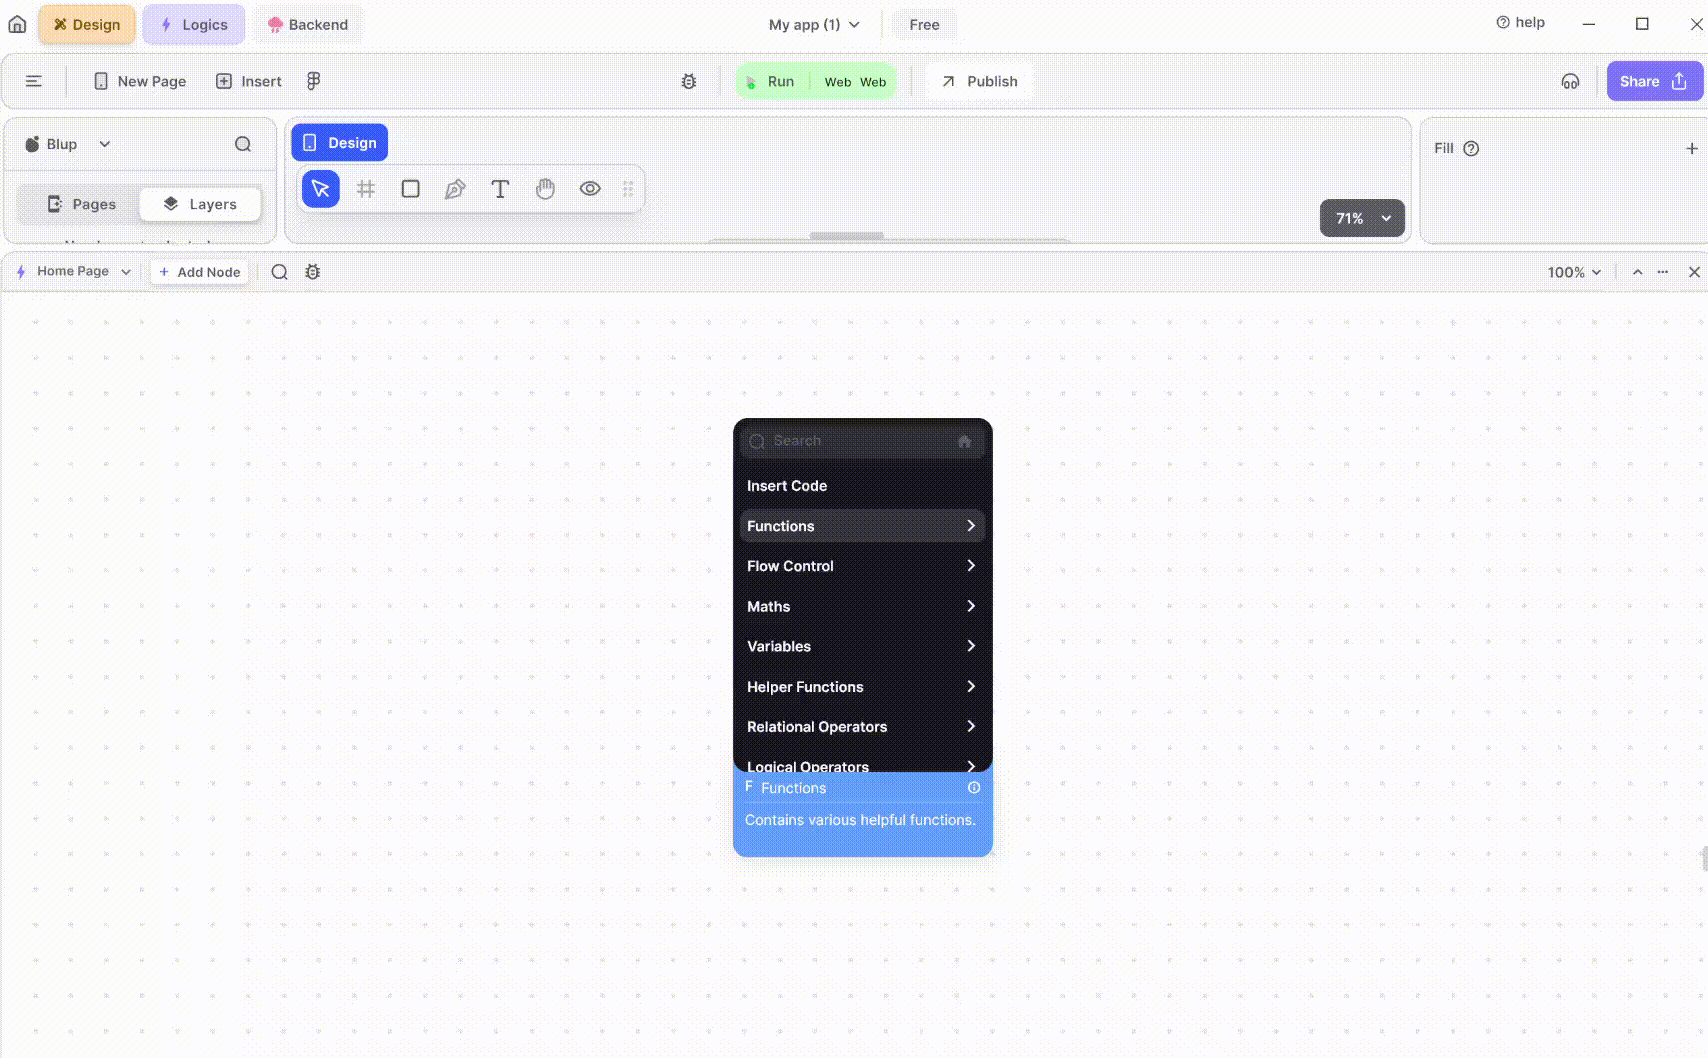 Design Logics Backend My app (1) Free help
New Page Insert Run Web Web Publish Share
Blup
Pages Layers
Design
71%
Fill
Home Page + Add Node 100%
Search
Insert Code
Functions
Flow Control
Maths
Variables
Helper Functions
Relational Operators
Logical Operators
F Functions
Contains various helpful functions.